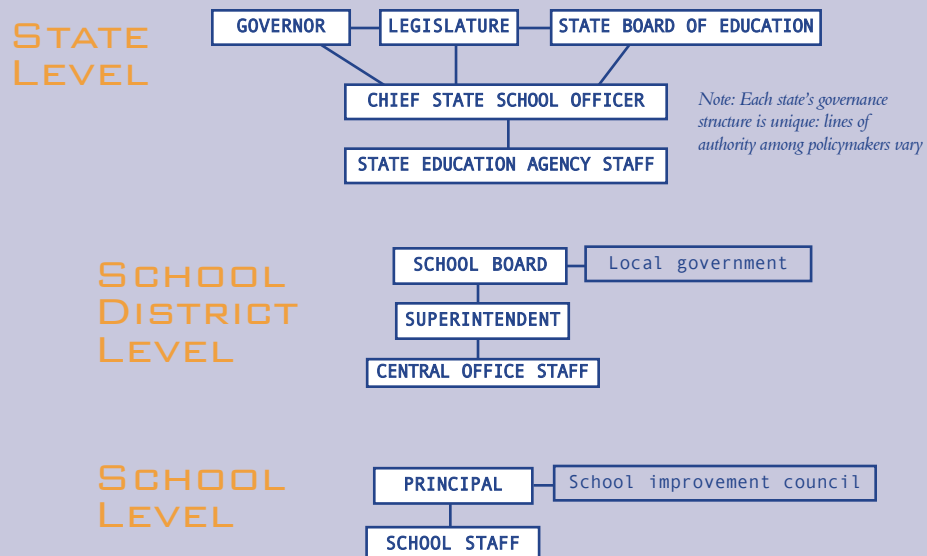 STATE
LEVEL
GOVERNOR
LEGISLATURE
STATE BOARD OF EDUCATION
CHIEF STATE SCHOOL OFFICER
STATE EDUCATION AGENCY STAFF
Note: Each state's governance
structure is unique: lines of
authority among policymakers vary
SCHOOL
DISTRICT
LEVEL
SCHOOL BOARD
Local government
SUPERINTENDENT
CENTRAL OFFICE STAFF
SCHOOL
LEVEL
PRINCIPAL
School improvement council
SCHOOL STAFF